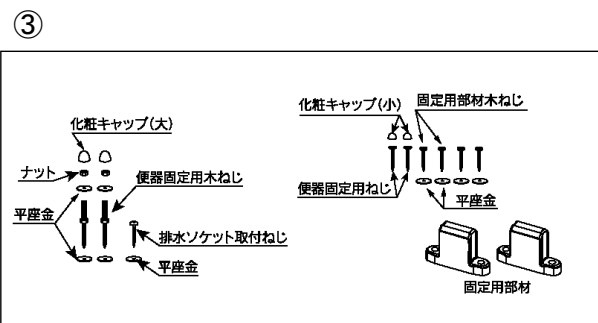 ③
化粧キャップ(大)
ナット
便器固定用木ねじ
平座金
排水ソケット取付ねじ
平座金
化粧キャップ(小)
固定用部材木ねじ
便器固定用ねじ
平座金
固定用部材